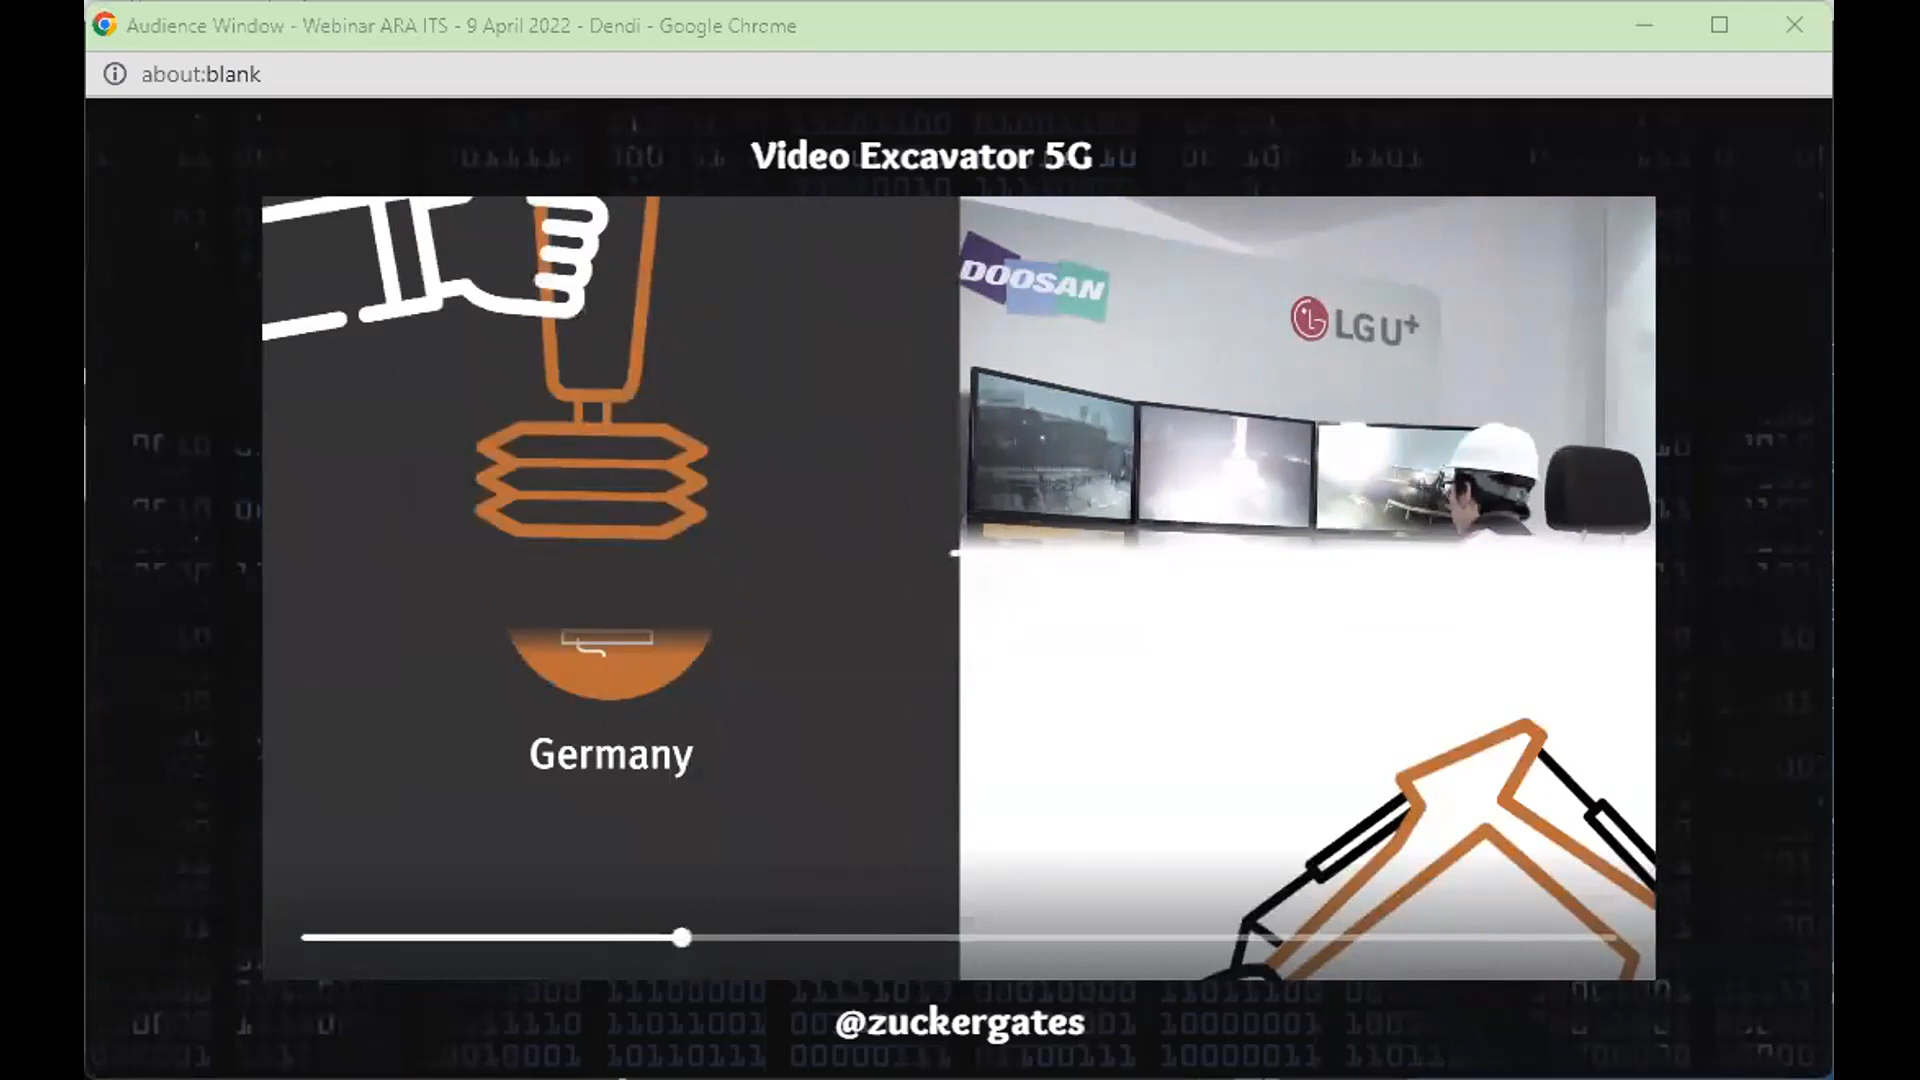 Audience Window - Webinar ARA ITS - 9 April 2022 - Dendi - Google Chrome
about:blank
Video Excavator 5G
DOOSAN
LG U+
Germany
@zuckergates